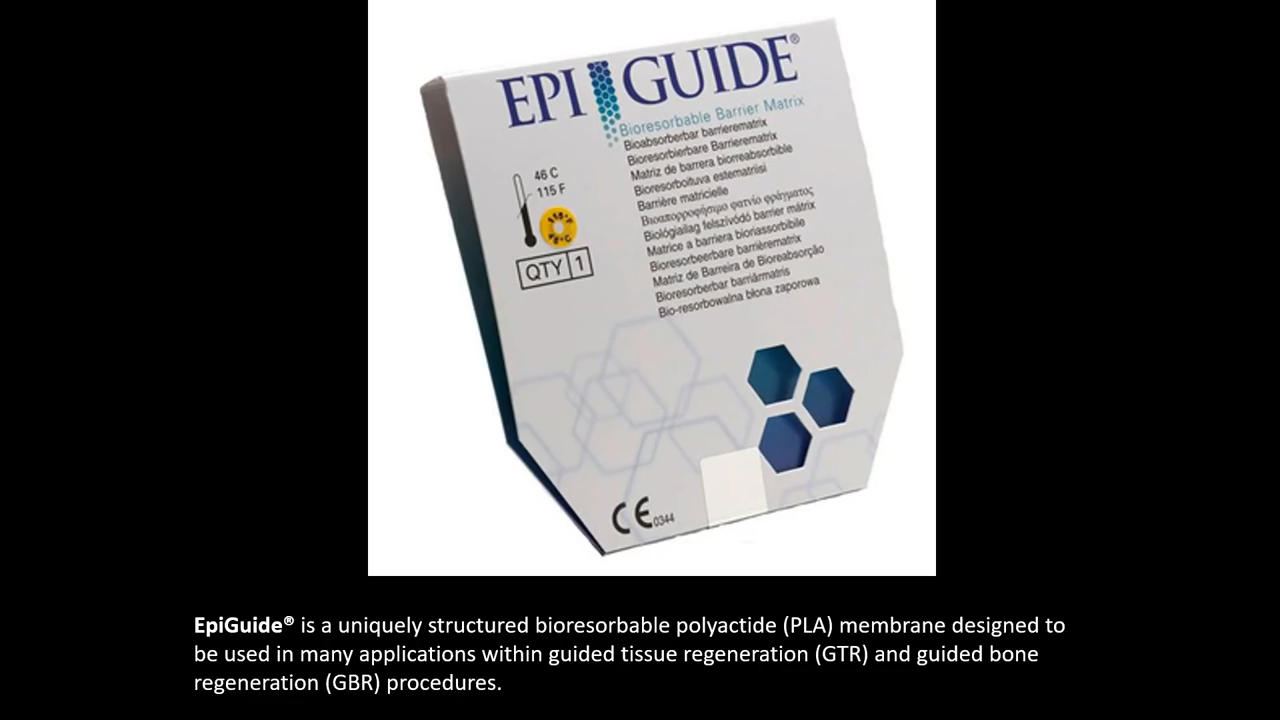 EPI GUIDE®
Bioresorbable Barrier Matrix
Bioabsorberbar barrierematrix
Bioresorbierbare Barrierematrix
Matriz de barrera biorreabsorbible
Bioresorboituva estematriisi
Barrière matricielle
Βιοαπορροφήσιμο φατνίο φράγματος
Biológiailag felszívódó barrier mátrix
Matrice a barriera bioriassorbibile
Bioresorbeerbare barrièrematrix
Matriz de Barreira de Bioreabsorção
Bioresorberbar barriärmatris
Bio-resorbowalna błona zaporowa
46 C
115 F
115°F
46°C
QTY 1
CE 0344
EpiGuide® is a uniquely structured bioresorbable polyactide (PLA) membrane designed to
be used in many applications within guided tissue regeneration (GTR) and guided bone
regeneration (GBR) procedures.